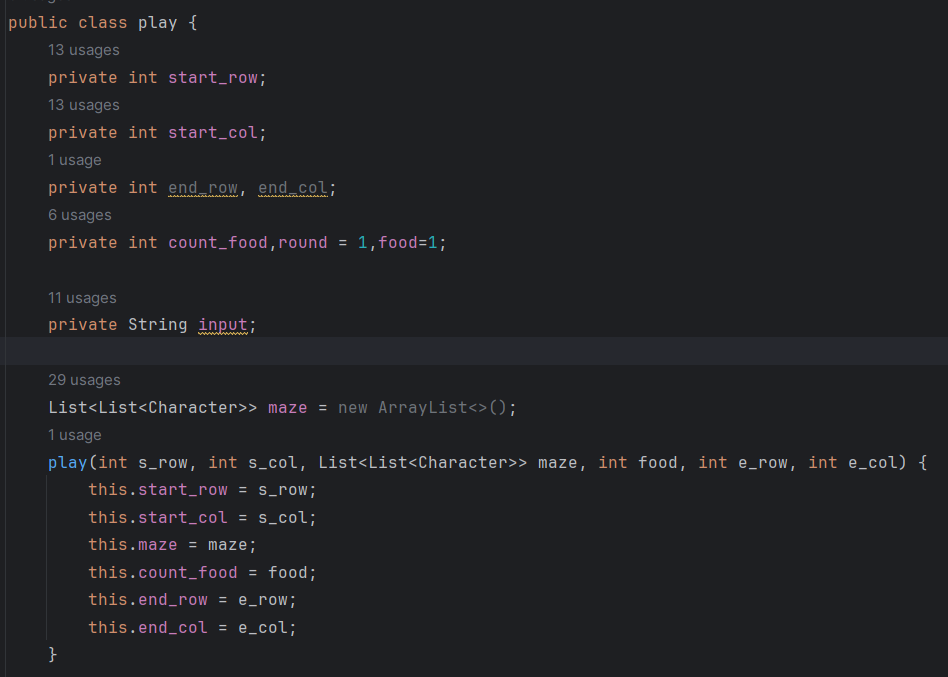 public class play {
13 usages
private int start_row;
13 usages
private int start_col;
1 usage
private int end_row, end_col;
6 usages
private int count_food,round = 1,food=1;
11 usages
private String input;
29 usages
List<List<Character>> maze = new ArrayList<>();
1 usage
play(int s_row, int s_col, List<List<Character>> maze, int food, int e_row, int e_col) {
this.start_row = s_row;
this.start_col = s_col;
this.maze = maze;
this.count_food = food;
this.end_row = e_row;
this.end_col = e_col;
}